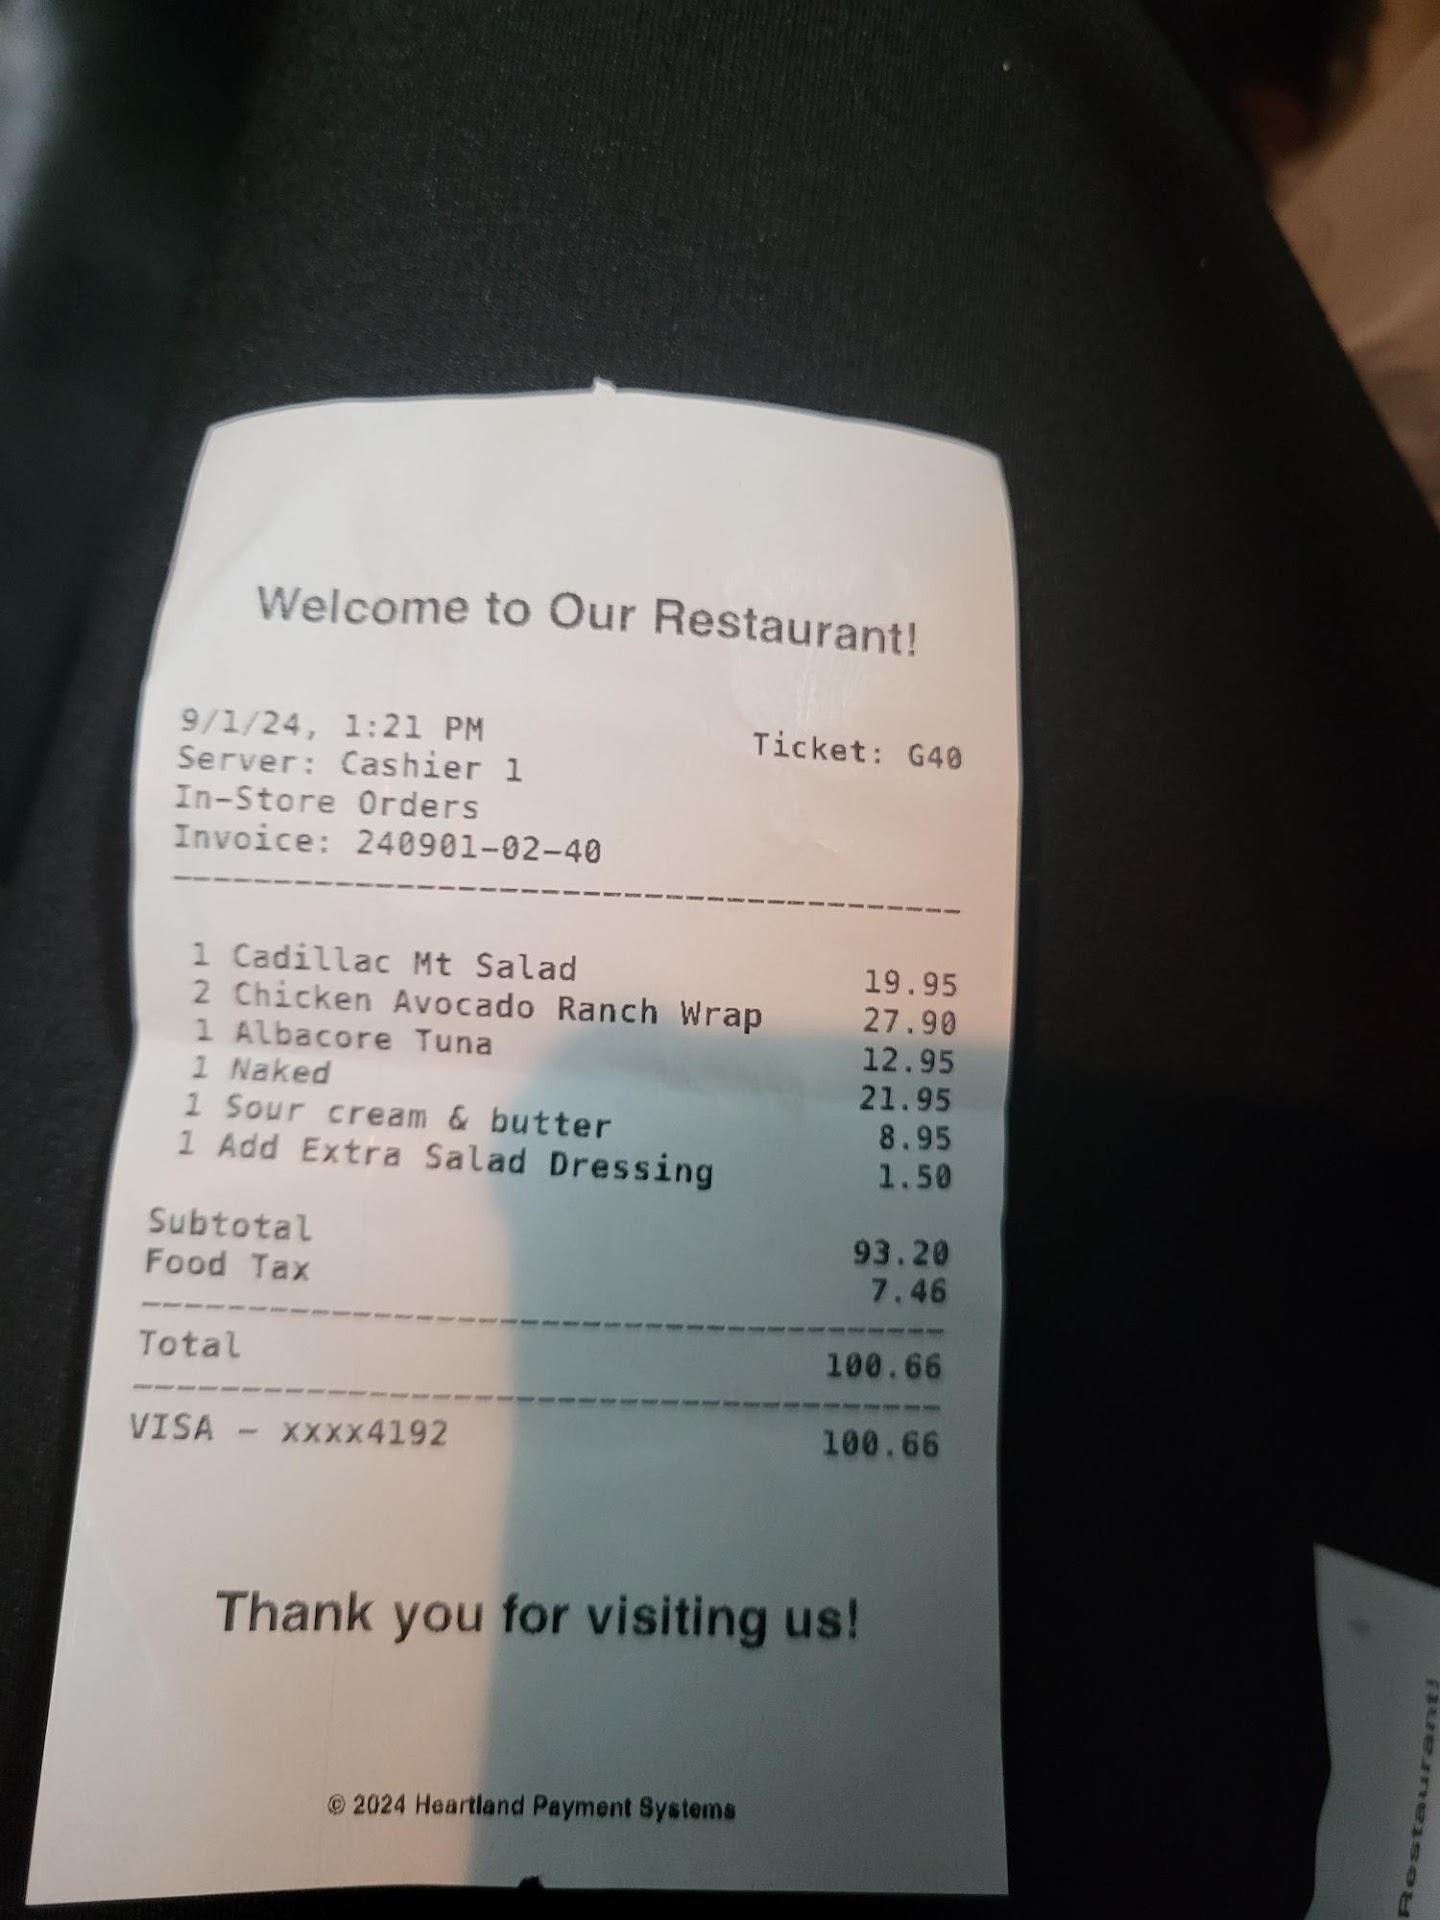 Welcome to Our Restaurant!
9/1/24, 1:21 PM Ticket: G40
Server: Cashier 1
In-Store Orders
Invoice: 240901-02-40
1 Cadillac Mt Salad 19.95
2 Chicken Avocado Ranch Wrap 27.90
1 Albacore Tuna 12.95
1 Naked 21.95
1 Sour cream & butter 8.95
1 Add Extra Salad Dressing 1.50
Subtotal 93.20
Food Tax 7.46
Total 100.66
VISA - xxxx4192 100.66
Thank you for visiting us!
© 2024 Heartland Payment Systems
Restaurant!